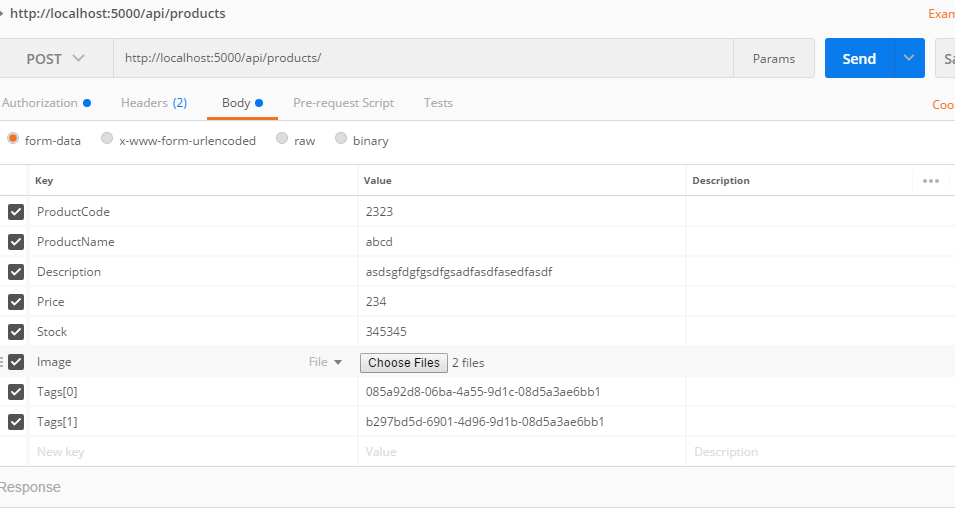 http://localhost:5000/api/products Exam
POST http://localhost:5000/api/products/ Params Send Sa
Authorization Headers (2) Body Pre-request Script Tests Coo
form-data x-www-form-urlencoded raw binary
Key Value Description
ProductCode 2323
ProductName abcd
Description asdsgfdgfgsdfgsadfasdfasedfasdf
Price 234
Stock 345345
Image File Choose Files 2 files
Tags[0] 085a92d8-06ba-4a55-9d1c-08d5a3ae6bb1
Tags[1] b297bd5d-6901-4d96-9d1b-08d5a3ae6bb1
New key Value Description
Response